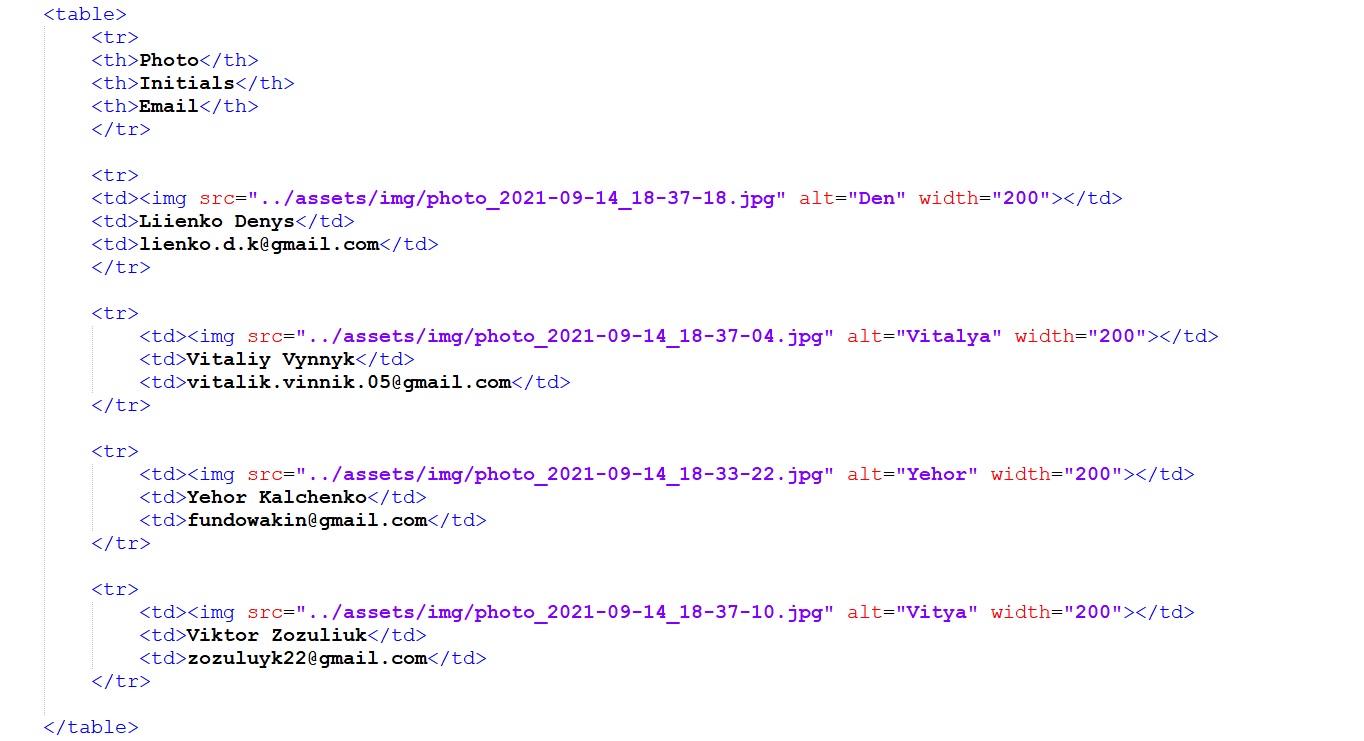 <table>
<tr>
<th>Photo</th>
<th>Initials</th>
<th>Email</th>
</tr>
<tr>
<td><img src="../assets/img/photo_2021-09-14_18-37-18.jpg" alt="Den" width="200"></td>
<td>Liienko Denys</td>
<td>lienko.d.k@gmail.com</td>
</tr>
<tr>
<td><img src="../assets/img/photo_2021-09-14_18-37-04.jpg" alt="Vitalya" width="200"></td>
<td>Vitaliy Vynnyk</td>
<td>vitalik.vinnik.05@gmail.com</td>
</tr>
<tr>
<td><img src="../assets/img/photo_2021-09-14_18-33-22.jpg" alt="Yehor" width="200"></td>
<td>Yehor Kalchenko</td>
<td>fundowakin@gmail.com</td>
</tr>
<tr>
<td><img src="../assets/img/photo_2021-09-14_18-37-10.jpg" alt="Vitya" width="200"></td>
<td>Viktor Zozuliuk</td>
<td>zozuluyk22@gmail.com</td>
</tr>
</table>